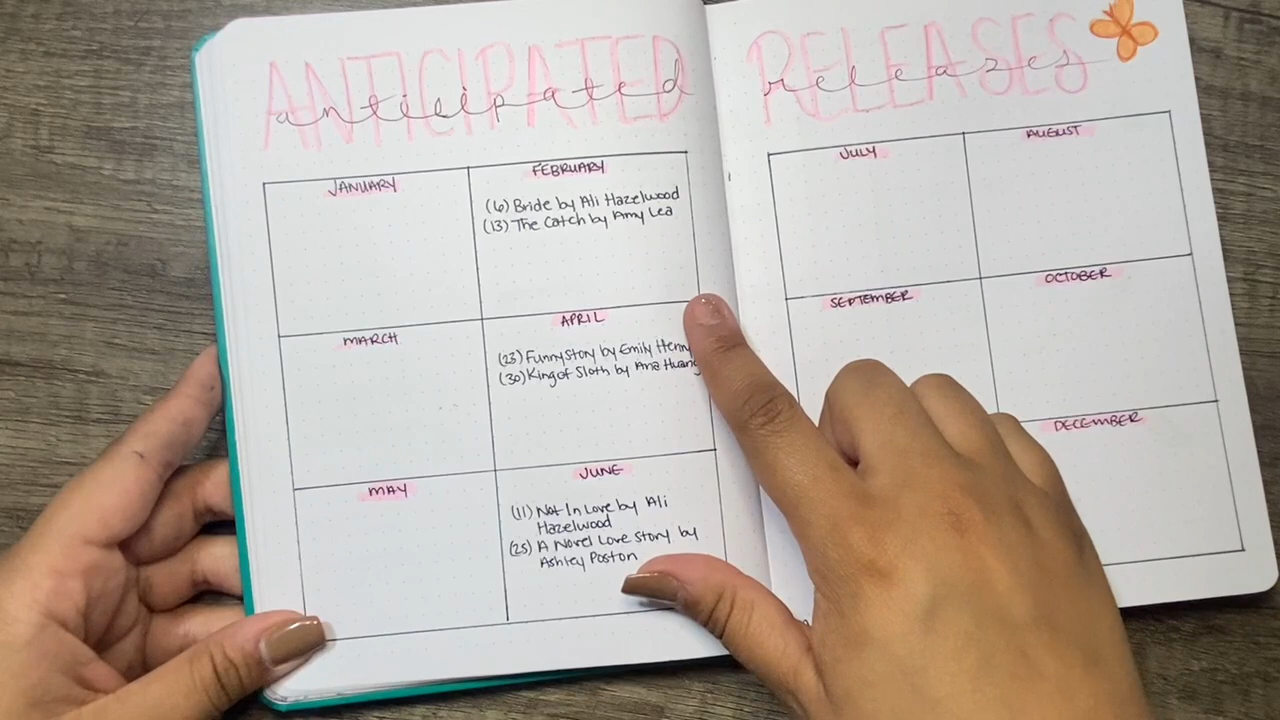 ANTICIPATED RELEASES
anticipated releases
JANUARY
FEBRUARY
(6) Bride by Ali Hazelwood
(13) The Catch by Amy Lea
MARCH
APRIL
(23) Funny Story by Emily Henry
(30) King of Sloth by Ana Huang
MAY
JUNE
(11) Not In Love by Ali
Hazelwood
(25) A Novel Love Story by
Ashley Poston
JULY
AUGUST
SEPTEMBER
OCTOBER
DECEMBER